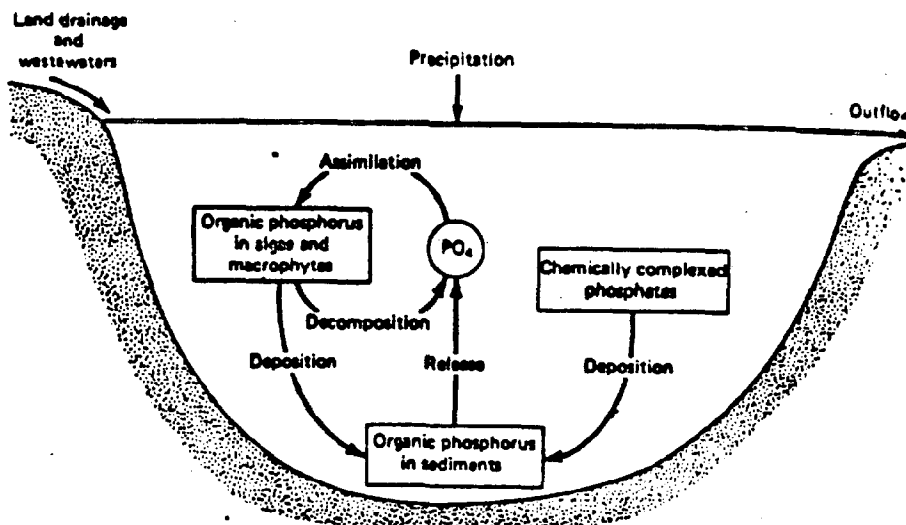 Land drainage
and
wastewaters
Precipitation
Outflow
Assimilation
Organic phosphorus
in algae and
macrophytes
PO₄
Chemically complexed
phosphates
Decomposition
Deposition
Release
Deposition
Organic phosphorus
in sediments